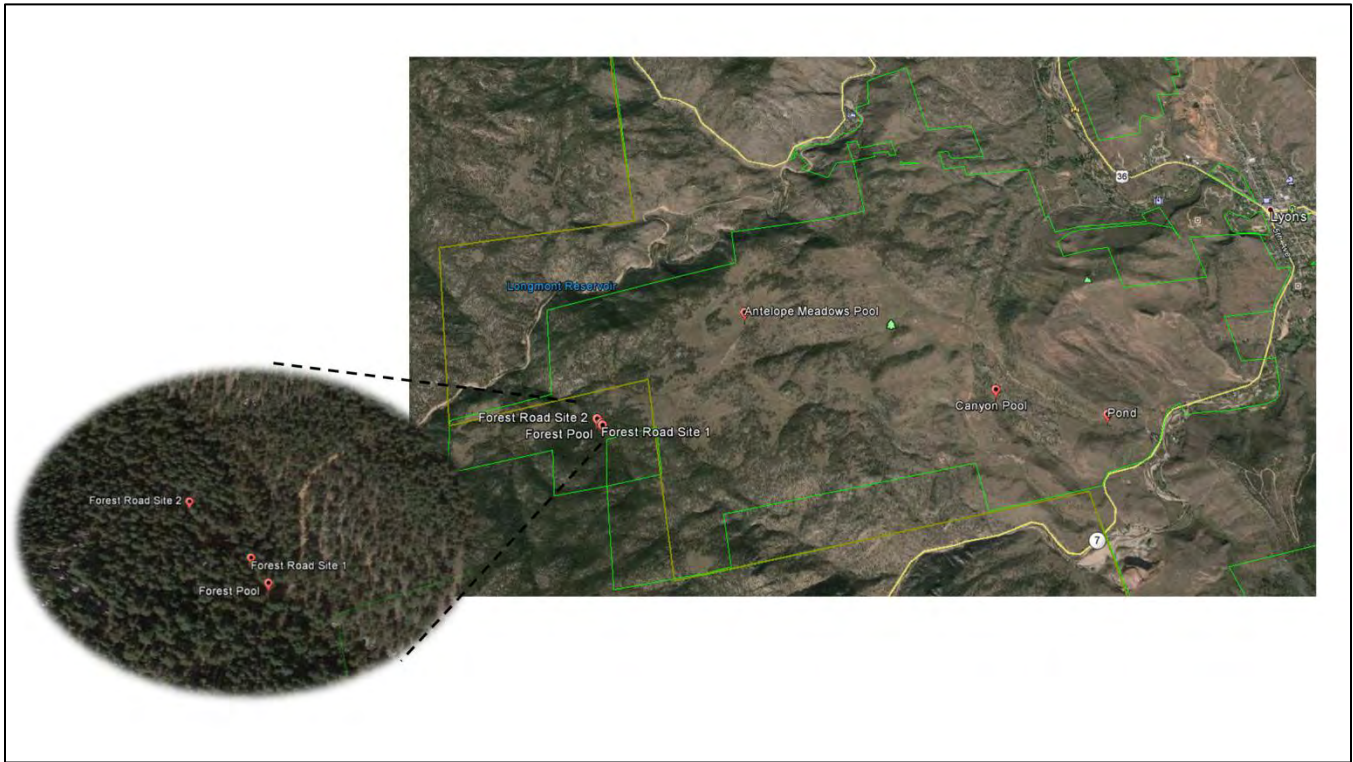 36
Lyons
Longmont Reservoir
Antelope Meadows Pool
Canyon Pool
Pond
Forest Road Site 2
Forest Pool
Forest Road Site 1
7
Forest Road Site 2
Forest Road Site 1
Forest Pool